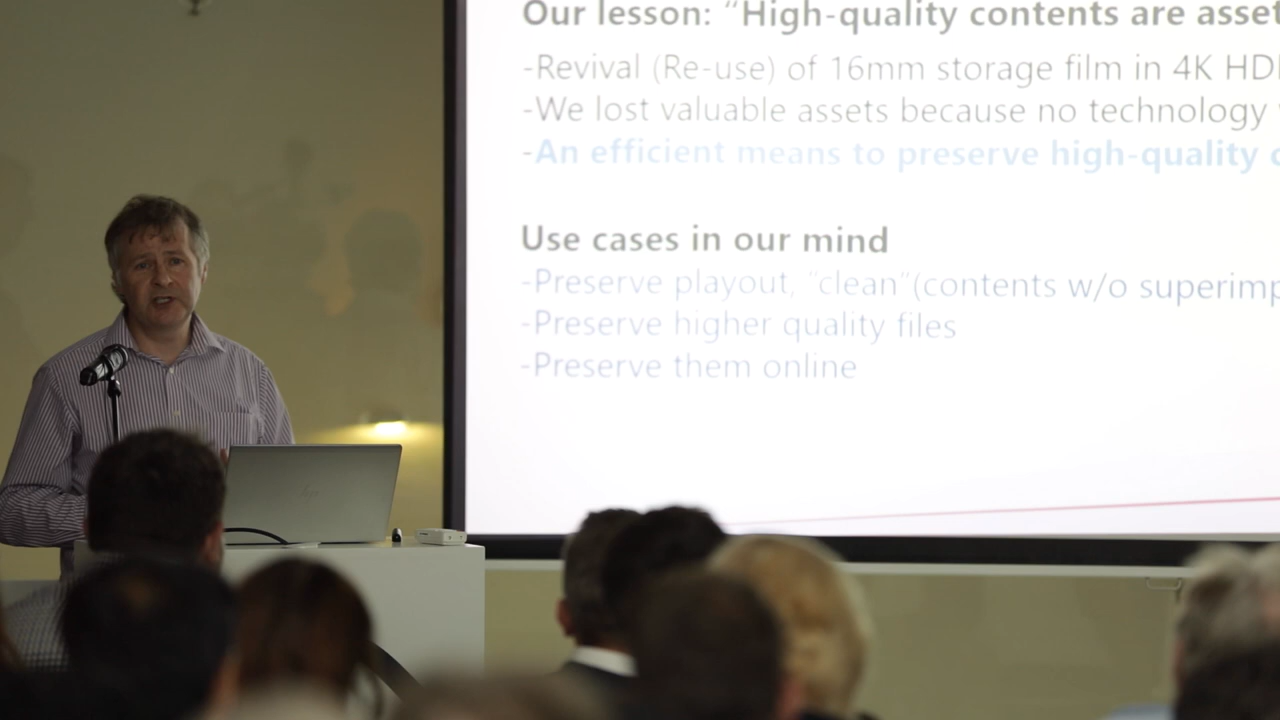 Our lesson: “High-quality contents are asset
-Revival (Re-use) of 16mm storage film in 4K HD
-We lost valuable assets because no technology
-An efficient means to preserve high-quality
Use cases in our mind
-Preserve playout, “clean”(contents w/o superimp
-Preserve higher quality files
-Preserve them online
hp